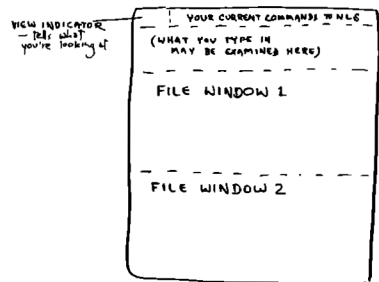 VIEW INDICATOR
— tells what
you're looking at
YOUR CURRENT COMMANDS TO NLS
(WHAT YOU TYPE IN
MAY BE EXAMINED HERE)
FILE WINDOW 1
FILE WINDOW 2